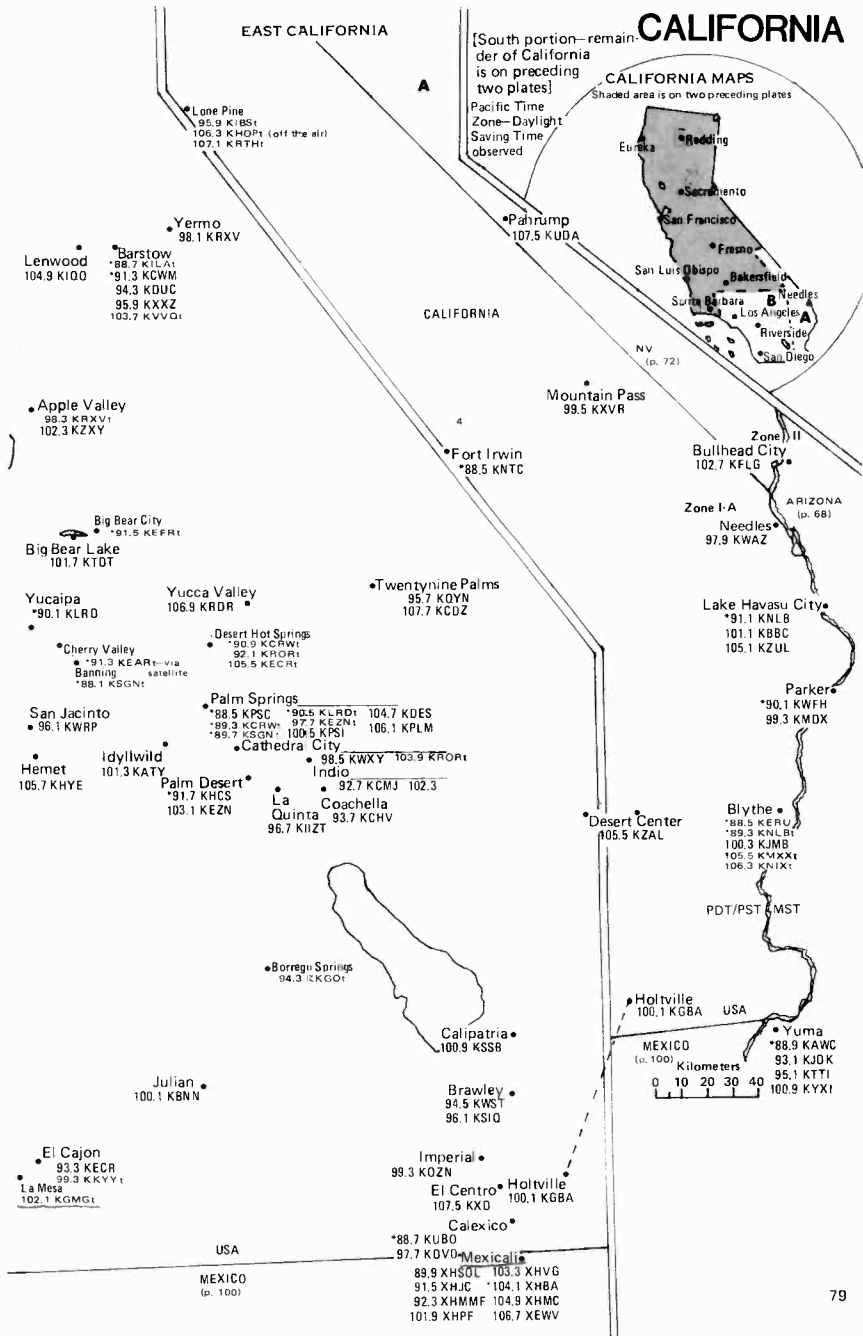 EAST CALIFORNIA
CALIFORNIA
A
[South portion—remain-
der of California
is on preceding
two plates]
Pacific Time
Zone—Daylight
Saving Time
observed
CALIFORNIA MAPS
Shaded area is on two preceding plates
Eureka
Redding
Sacramento
San Francisco
Fresno
San Luis Obispo
Bakersfield
Needles
Santa Barbara
B
Los Angeles
A
Riverside
San Diego
Lone Pine
95.9 KIBSt
106.3 KHOPt (off the air)
107.1 KRTHt
Yermo
98.1 KRXV
Lenwood
104.9 KIQQ
Barstow
*88.7 KILAt
*91.3 KCWM
94.3 KDUC
95.9 KXXZ
103.7 KVVQt
Pahrump
107.5 KUDA
CALIFORNIA
NV
(p. 72)
Mountain Pass
99.5 KXVR
Apple Valley
98.3 KRXVt
102.3 KZXY
4
Fort Irwin
*88.5 KNTC
Zone II
Bullhead City
102.7 KFLG
Zone I-A
ARIZONA
(p. 68)
Needles
97.9 KWAZ
Big Bear City
*91.5 KEFRt
Big Bear Lake
101.7 KTOT
Yucaipa
*90.1 KLRD
Yucca Valley
106.9 KRDR
Twentynine Palms
95.7 KQYN
107.7 KCDZ
Lake Havasu City
*91.1 KNLB
101.1 KBBC
105.1 KZUL
Cherry Valley
*91.3 KEARt—via
Banning satellite
*88.1 KSGNt
Desert Hot Springs
*90.9 KCRWt
92.1 KRORt
105.5 KECRt
Parker
*90.1 KWFH
99.3 KMDX
San Jacinto
96.1 KWRP
Palm Springs
*88.5 KPSC *90.5 KLRDt 104.7 KDES
*89.3 KCRWt 97.7 KEZNt 106.1 KPLM
*89.7 KSGNt 100.5 KPSI
Hemet
105.7 KHYE
Idyllwild
101.3 KATY
Cathedral City
98.5 KWXY 103.9 KRORt
Palm Desert
*91.7 KHCS
103.1 KEZN
Indio
92.7 KCMJ 102.3
La
Quinta
96.7
Coachella
93.7 KCHV
Desert Center
105.5 KZAL
Blythe
*88.5 KERU
*89.3 KNLBt
100.3 KJMB
*105.5 KMXXt
106.3 KNIXt
PDT/PST MST
Borrego Springs
94.3 KKGOt
Holtville
100.1 KGBA
USA
MEXICO
(p. 100)
Kilometers
0 10 20 30 40
Yuma
*88.9 KAWC
93.1 KJOK
95.1 KTTI
100.9 KYXI
Calipatria
100.9 KSSB
Julian
100.1 KBNN
Brawley
94.5 KWST
96.1 KSIQ
El Cajon
93.3 KECR
99.3 KKYYt
La Mesa
102.1 KGMGt
Imperial
99.3 KQZN
El Centro
107.5 KXO
Holtville
100.1 KGBA
Calexico
*88.7 KUBO
97.7 KQVO
USA
MEXICO
(p. 100)
Mexicali
89.9 XHSOL 103.3 XHVG
91.5 XHJC *104.1 XHBA
92.3 XHMMF 104.9 XHMC
101.9 XHPF 106.7 XEWV
79